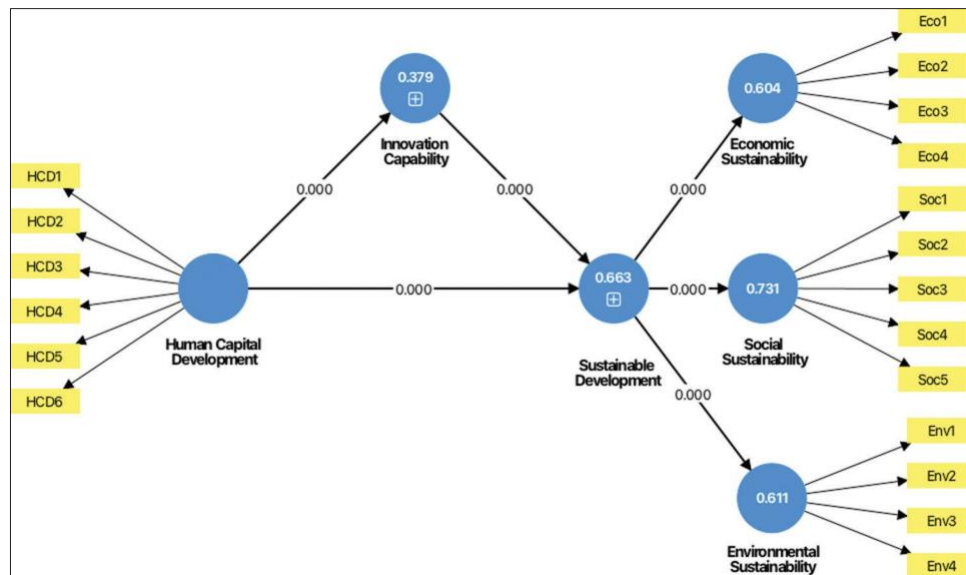 Eco1
0.379
Eco2
0.604
Eco3
Innovation
Capability
Economic
Sustainability
Eco4
HCD1
0.000
0.000
0.000
Soc1
HCD2
Soc2
HCD3
0.663
HCD4
0.000
0.000
0.731
Soc3
HCD5
Human Capital
Development
Sustainable
Development
Social
Sustainability
Soc4
Soc5
HCD6
0.000
Env1
Env2
0.611
Env3
Environmental
Sustainability
Env4